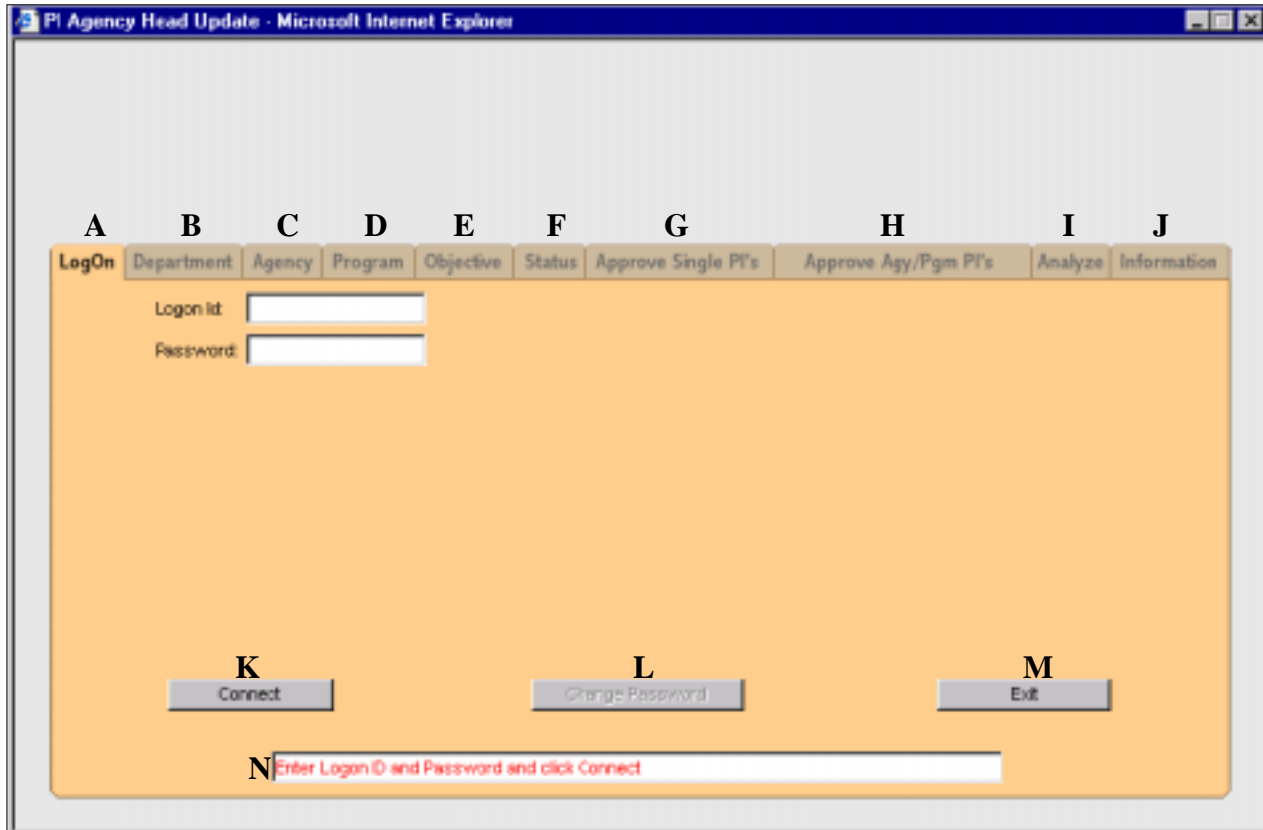 PI Agency Head Update - Microsoft Internet Explorer
A B C D E F G H I J
LogOn Department Agency Program Objective Status Approve Single PI's Approve Agy/Pgm PI's Analyze Information
Logon Id:
Password:
K L M
Connect Change Password Exit
N Enter Logon ID and Password and click Connect